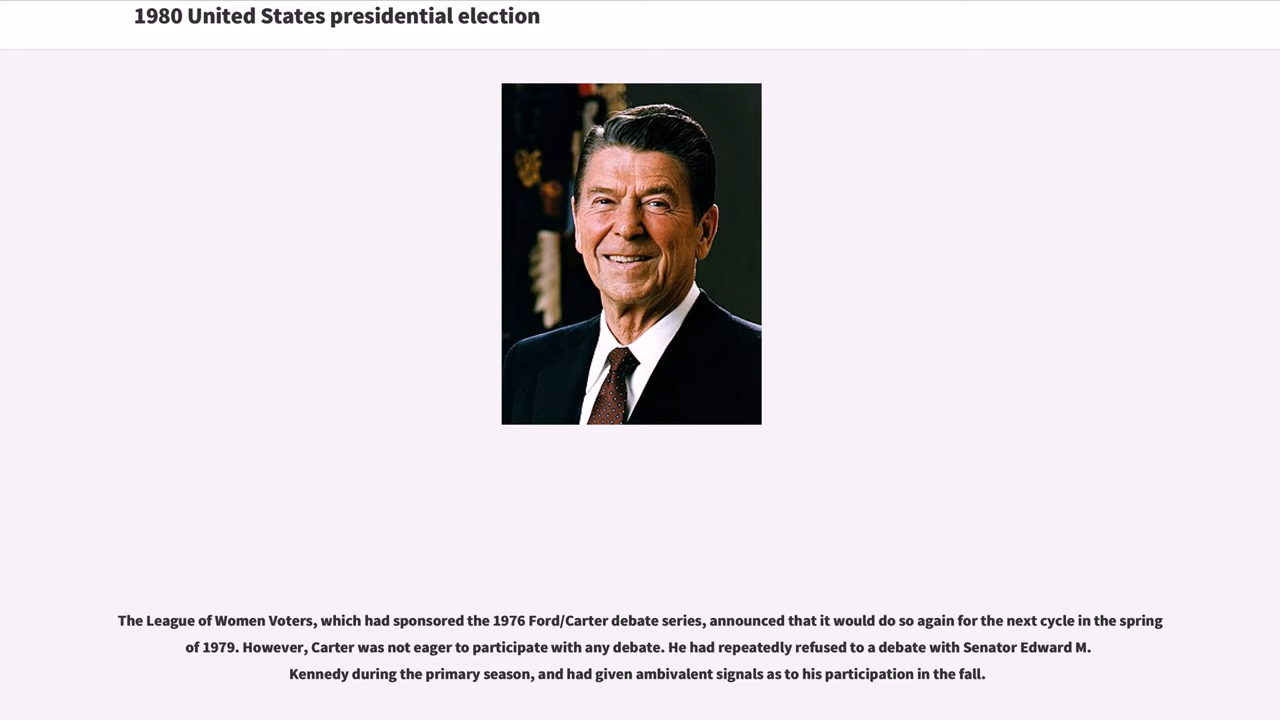 1980 United States presidential election
The League of Women Voters, which had sponsored the 1976 Ford/Carter debate series, announced that it would do so again for the next cycle in the spring
of 1979. However, Carter was not eager to participate with any debate. He had repeatedly refused to a debate with Senator Edward M.
Kennedy during the primary season, and had given ambivalent signals as to his participation in the fall.